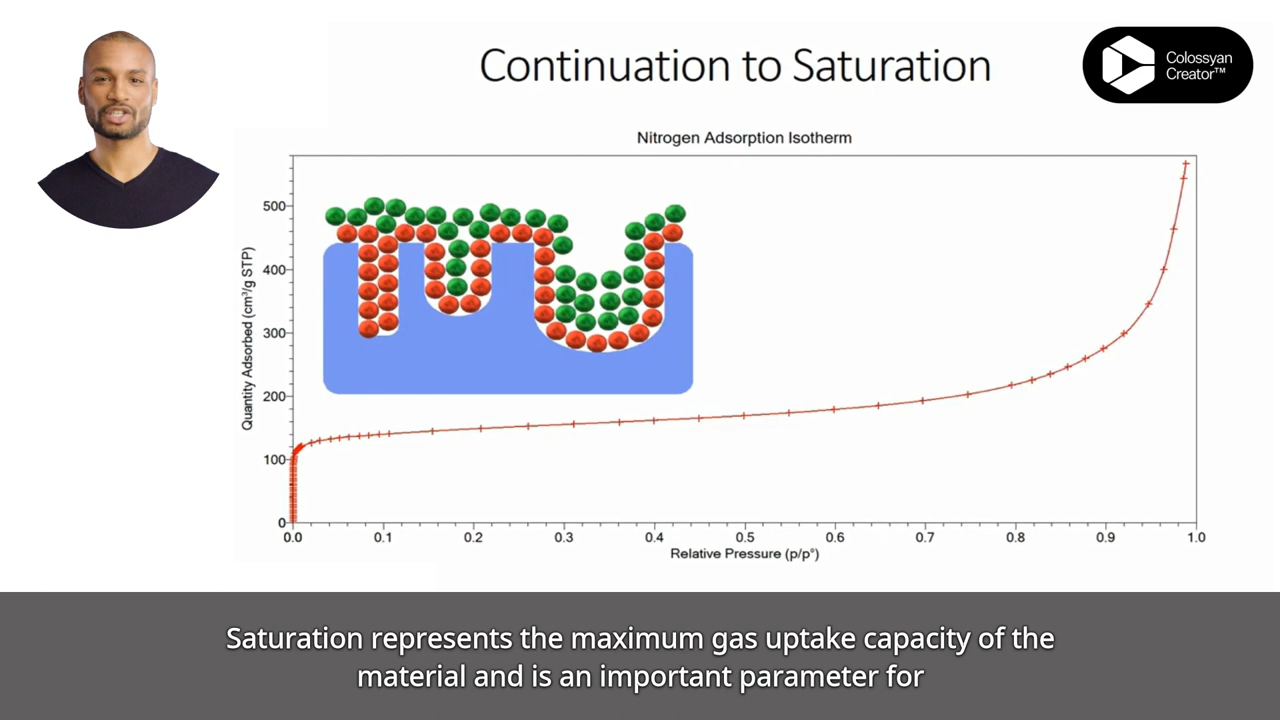 Continuation to Saturation
Colossyan
Creator™
Nitrogen Adsorption Isotherm
Quantity Adsorbed (cm³/g STP)
500
400
300
200
100
0
0.0 0.1 0.2 0.3 0.4 0.5 0.6 0.7 0.8 0.9 1.0
Relative Pressure (p/p°)
Saturation represents the maximum gas uptake capacity of the
material and is an important parameter for